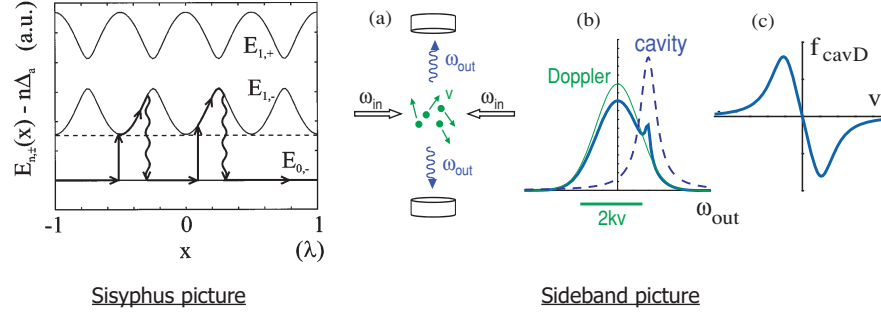 E_{n,±}(x) - nΔ_a (a.u.)
E_{1,+}
E_{1,-}
E_{0,-}
-1 0 1
x (λ)
Sisyphus picture
(a)
ω_out
ω_in v ω_in
ω_out
(b)
cavity
Doppler
ω_out
2kv
(c)
f_cavD
v
Sideband picture